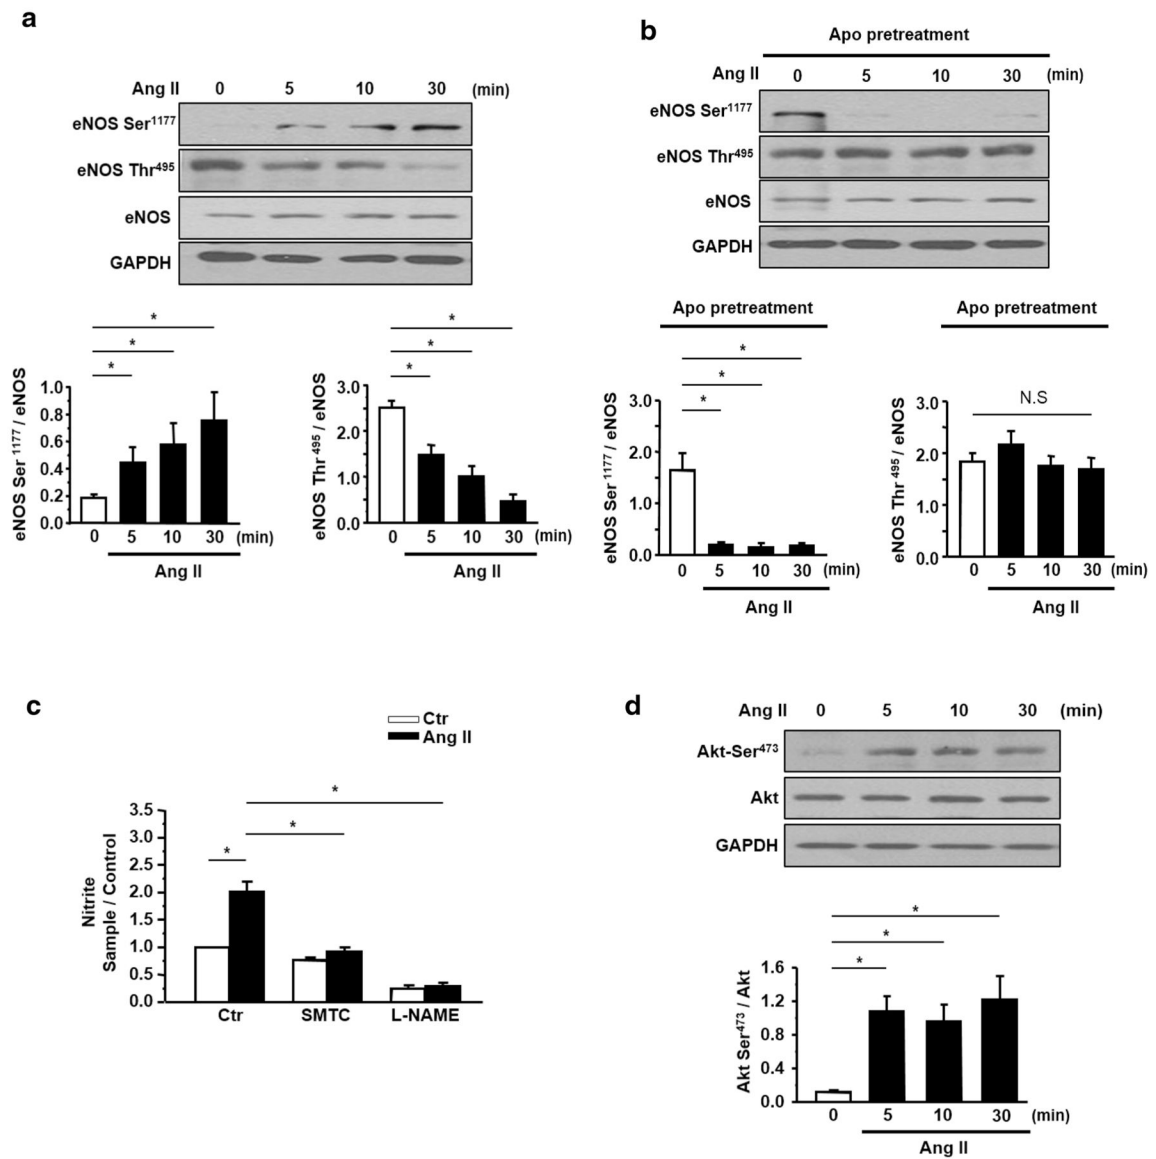 a
Ang II 0 5 10 30 (min)
eNOS Ser1177
eNOS Thr495
eNOS
GAPDH
* * *
eNOS Ser 1177 / eNOS
1.0
0.8
0.6
0.4
0.2
0.0
0 5 10 30 (min)
Ang II
* * *
eNOS Thr 495 / eNOS
3.0
2.0
1.0
0.0
0 5 10 30 (min)
Ang II
b
Apo pretreatment
Ang II 0 5 10 30 (min)
eNOS Ser1177
eNOS Thr495
eNOS
GAPDH
Apo pretreatment
* * *
eNOS Ser 1177 / eNOS
3.0
2.0
1.0
0.0
0 5 10 30 (min)
Ang II
Apo pretreatment
N.S
eNOS Thr 495 / eNOS
3.0
2.0
1.0
0.0
0 5 10 30 (min)
Ang II
c
Ctr
Ang II
* * *
Nitrite
Sample / Control
3.5
3.0
2.5
2.0
1.5
1.0
0.5
0.0
Ctr SMTC L-NAME
d
Ang II 0 5 10 30 (min)
Akt-Ser473
Akt
GAPDH
* * *
Akt Ser473 / Akt
1.6
1.2
0.8
0.4
0.0
0 5 10 30 (min)
Ang II